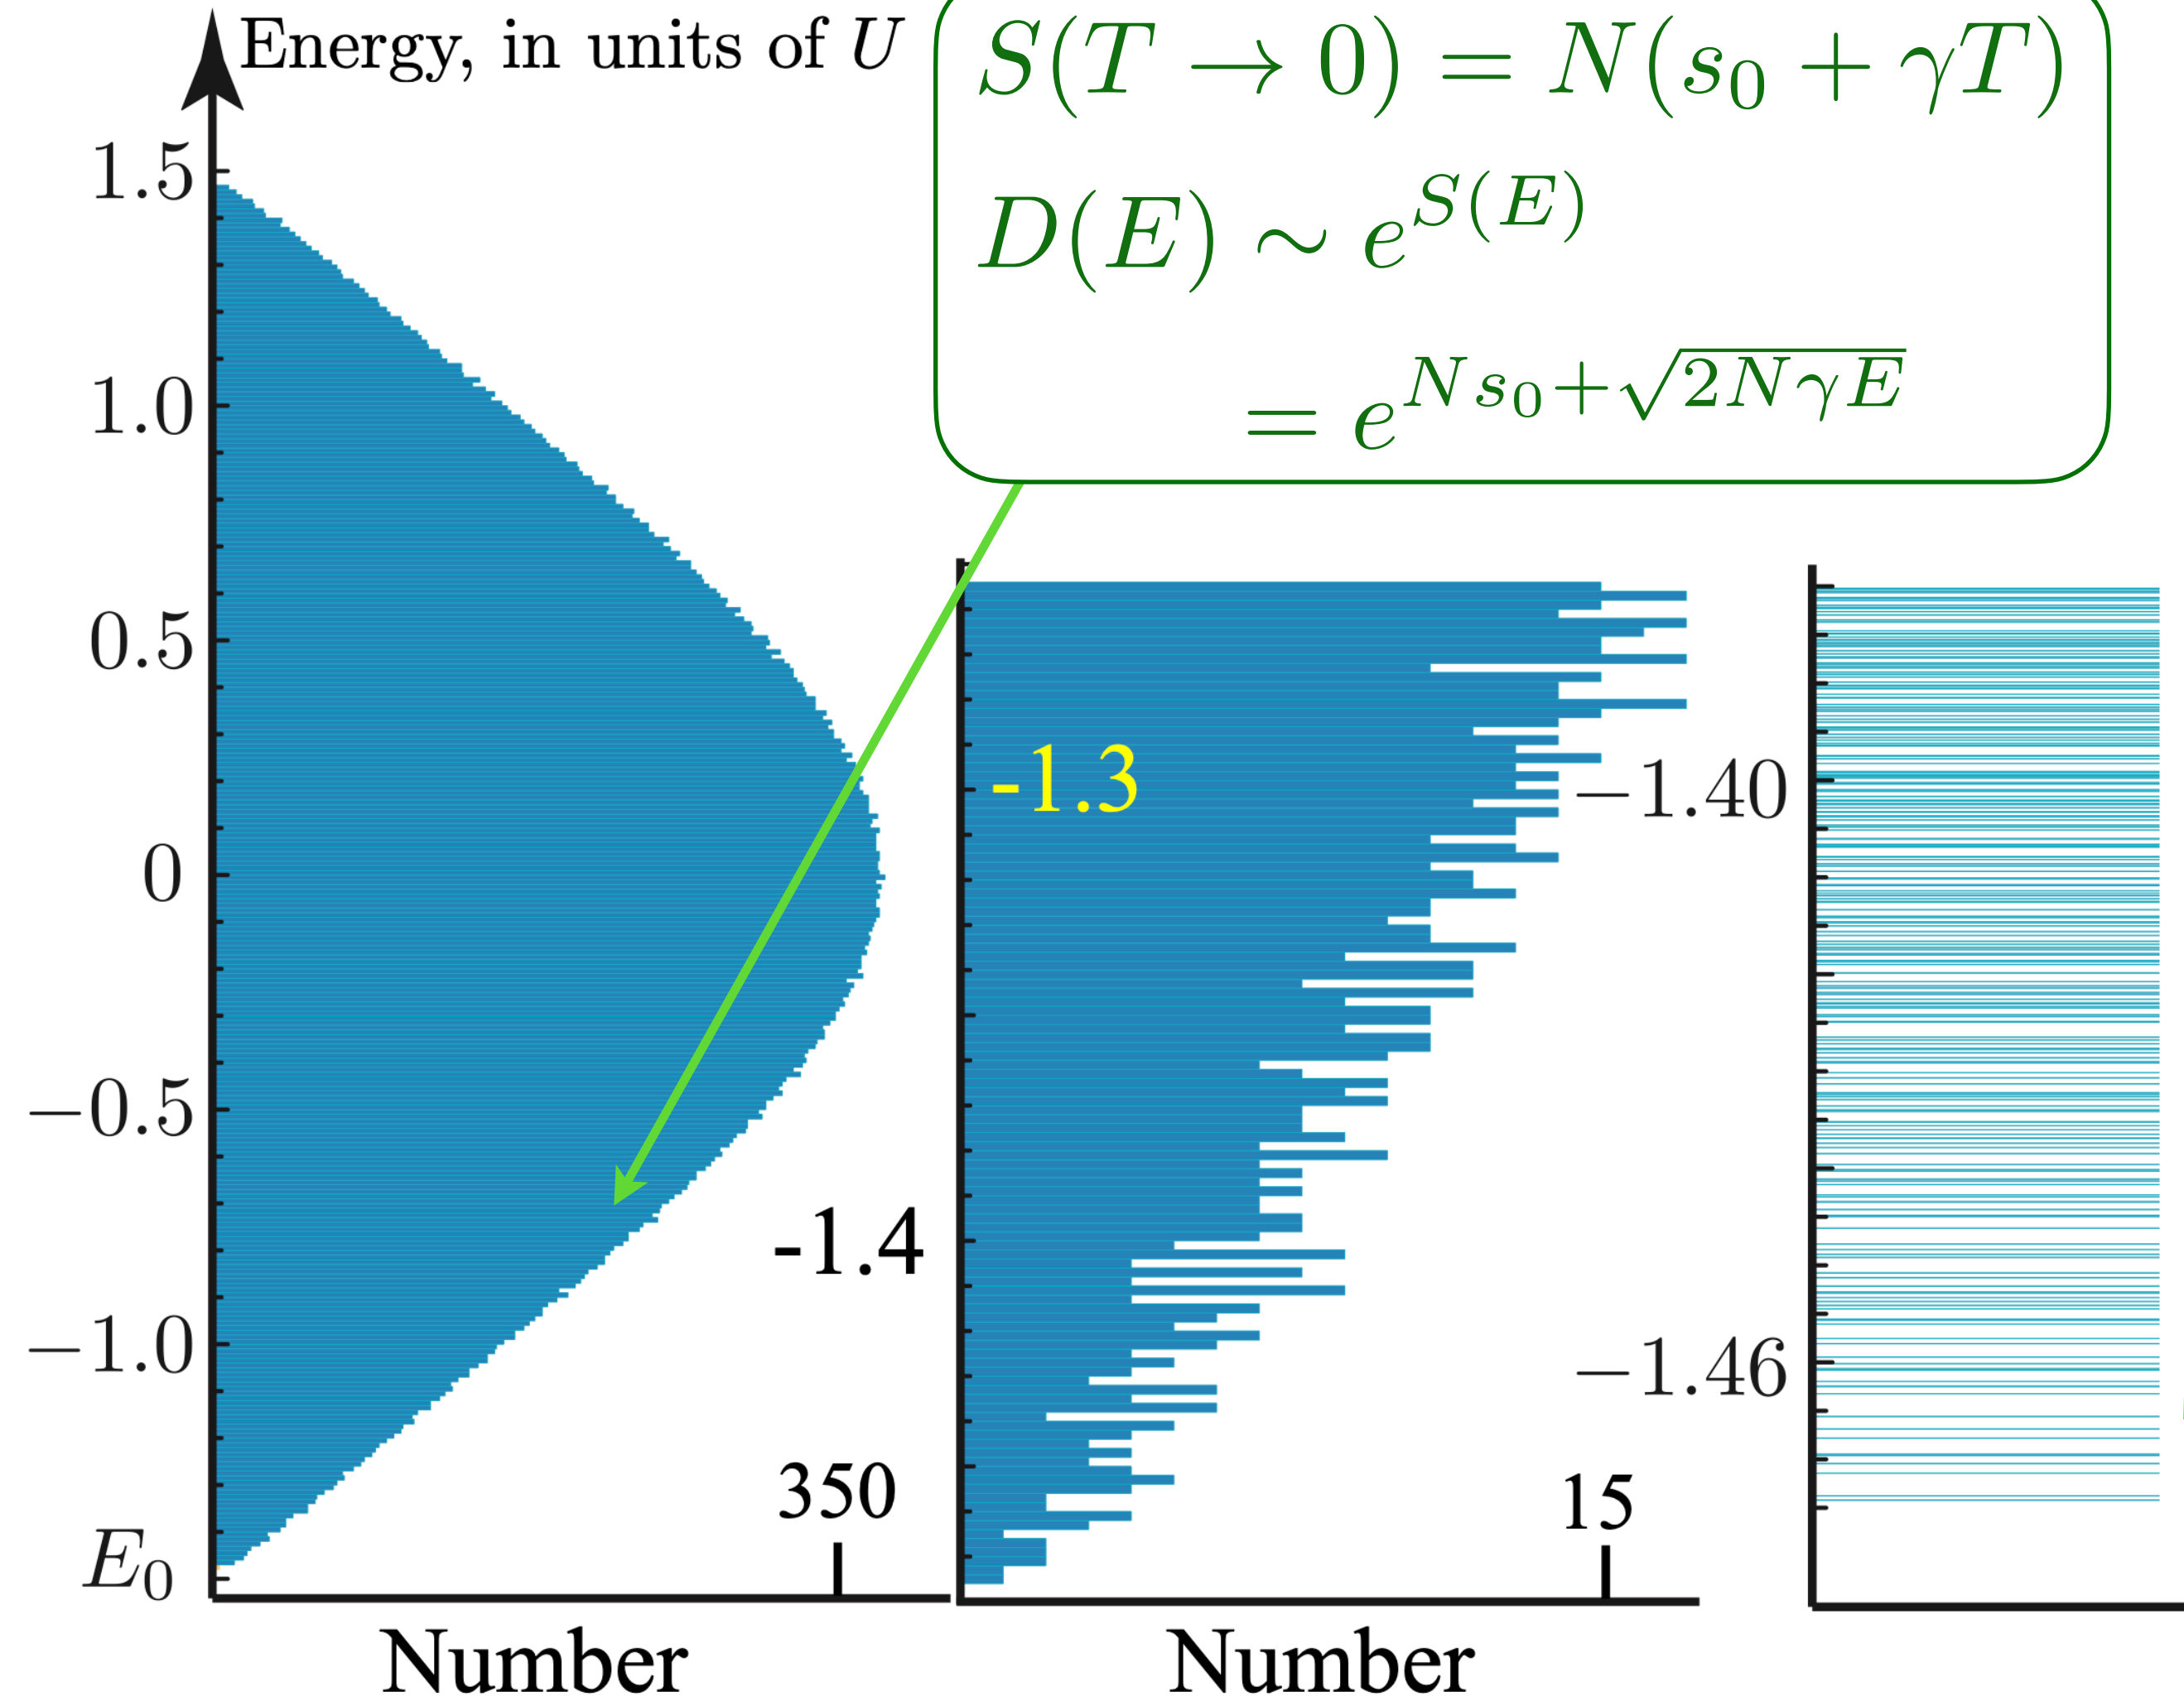 Energy, in units of U
S(T → 0) = N(s₀ + γT)
D(E) ∼ e^{S(E)}
= e^{Ns₀+√(2NγE)}
1.5
1.0
0.5
0
−0.5
−1.0
E₀
350
Number
-1.3
-1.4
15
Number
−1.40
−1.46